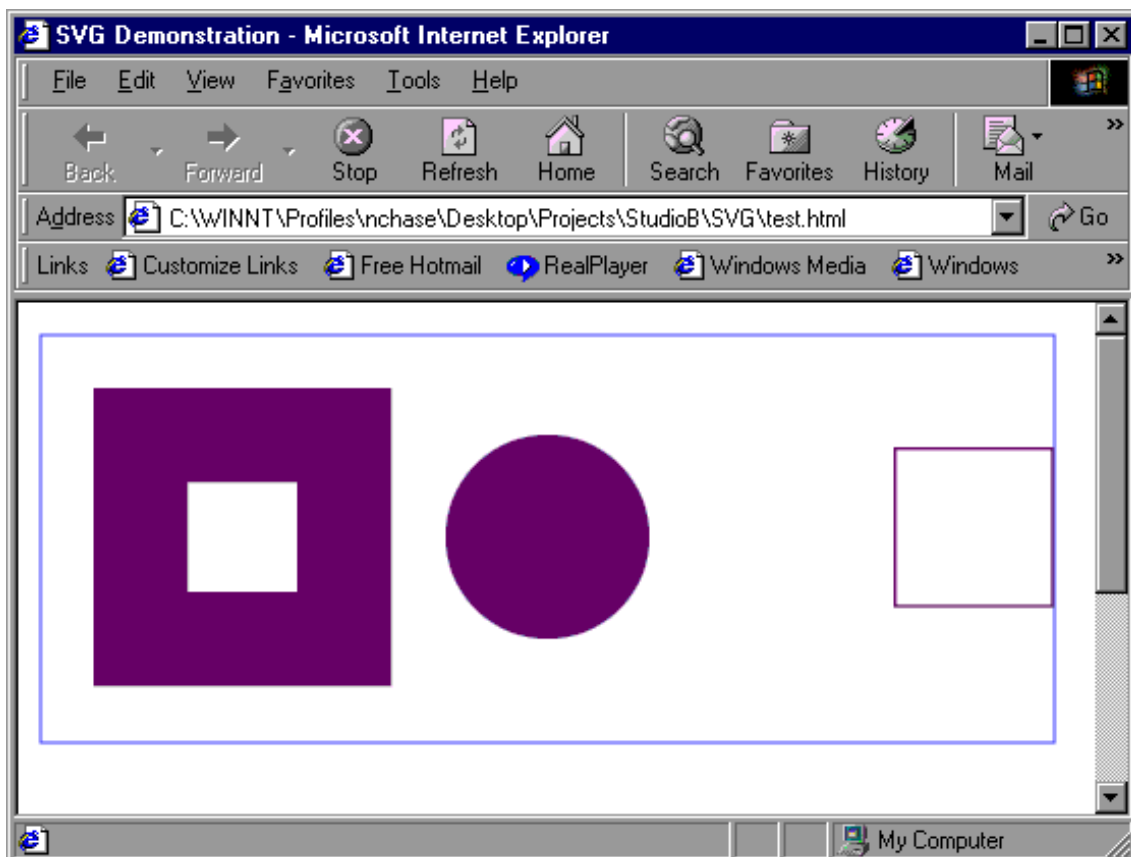 SVG Demonstration - Microsoft Internet Explorer
File Edit View Favorites Tools Help
Back Forward Stop Refresh Home Search Favorites History Mail »
Address C:\WINNT\Profiles\nchase\Desktop\Projects\StudioB\SVG\test.html Go
Links Customize Links Free Hotmail RealPlayer Windows Media Windows »
My Computer